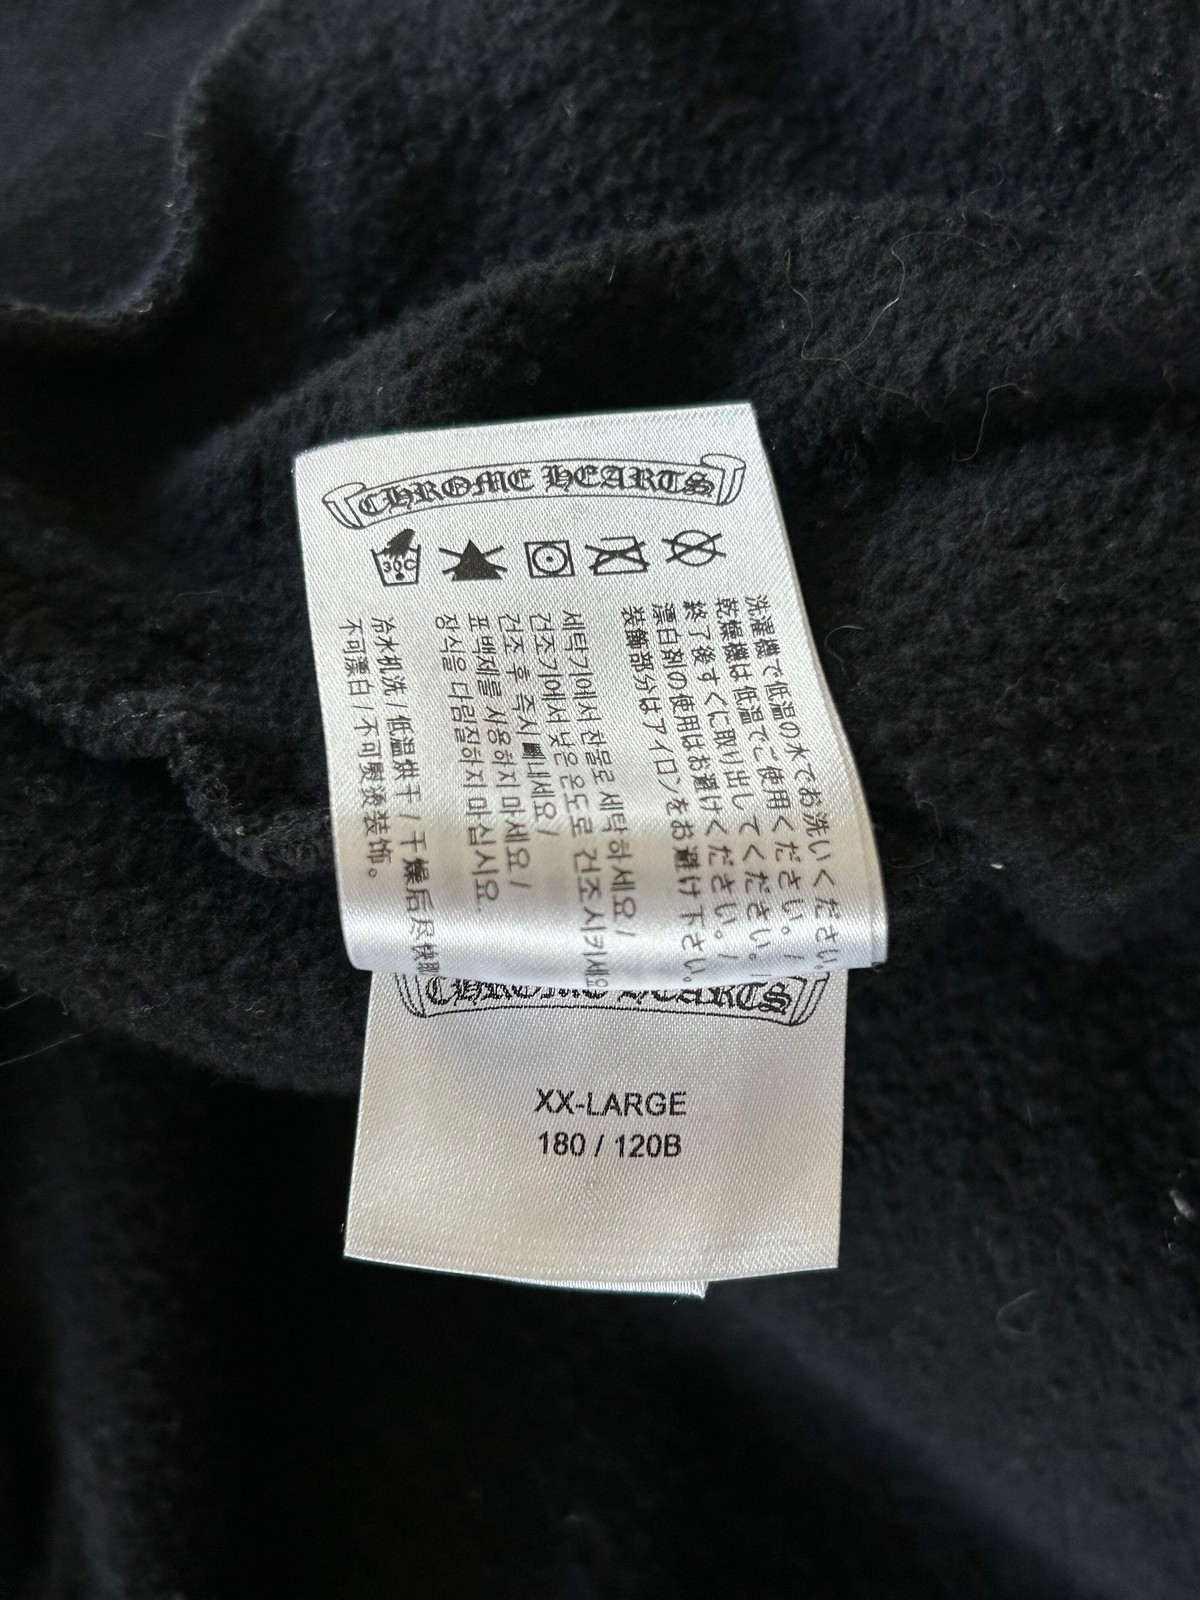 CHROME HEARTS
30C
洗濯機で低温の水でお洗いください。/
乾燥機は低温でご使用ください。/
終了後すぐに取り出してください。/
漂白剤の使用はお避けください。/
装飾部分はアイロンをお避け下さい。
세탁기에서 찬물로 세탁하세요/
건조기에서 낮은 온도로 건조시키세요
건조 후 즉시 빼내세요/
표백제를 사용하지 마세요/
장식을 다림질하지 마십시요.
冷水机洗/低温烘干/干燥后尽快
不可漂白/不可熨烫装饰。
CHROME HEARTS
XX-LARGE
180 / 120B